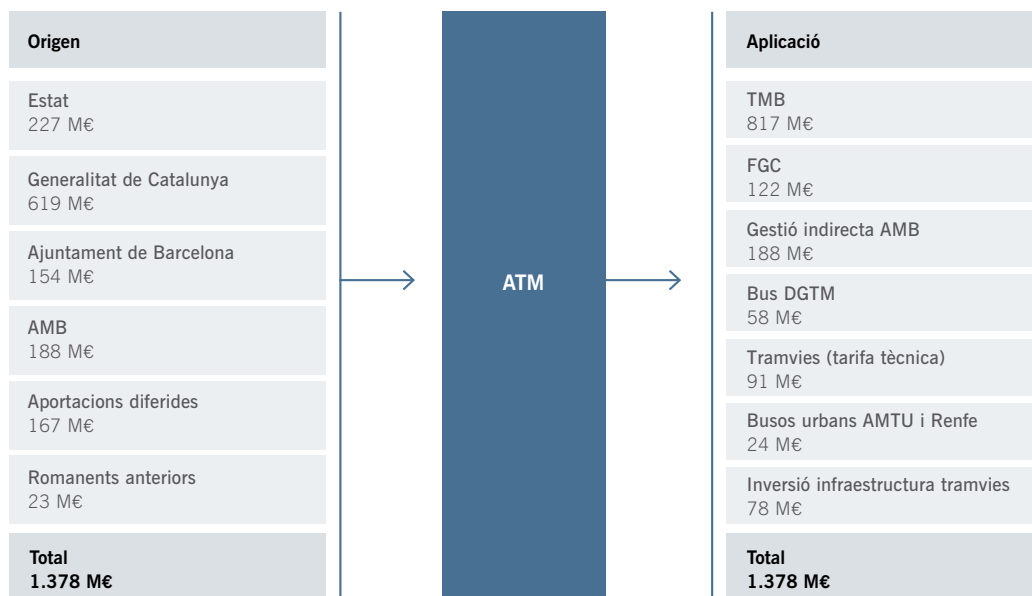 Origen
Estat
227 M€
Generalitat de Catalunya
619 M€
Ajuntament de Barcelona
154 M€
AMB
188 M€
Aportacions diferides
167 M€
Romanents anteriors
23 M€
Total
1.378 M€
ATM
Aplicació
TMB
817 M€
FGC
122 M€
Gestió indirecta AMB
188 M€
Bus DGTM
58 M€
Tramvies (tarifa tècnica)
91 M€
Busos urbans AMTU i Renfe
24 M€
Inversió infraestructura tramvies
78 M€
Total
1.378 M€